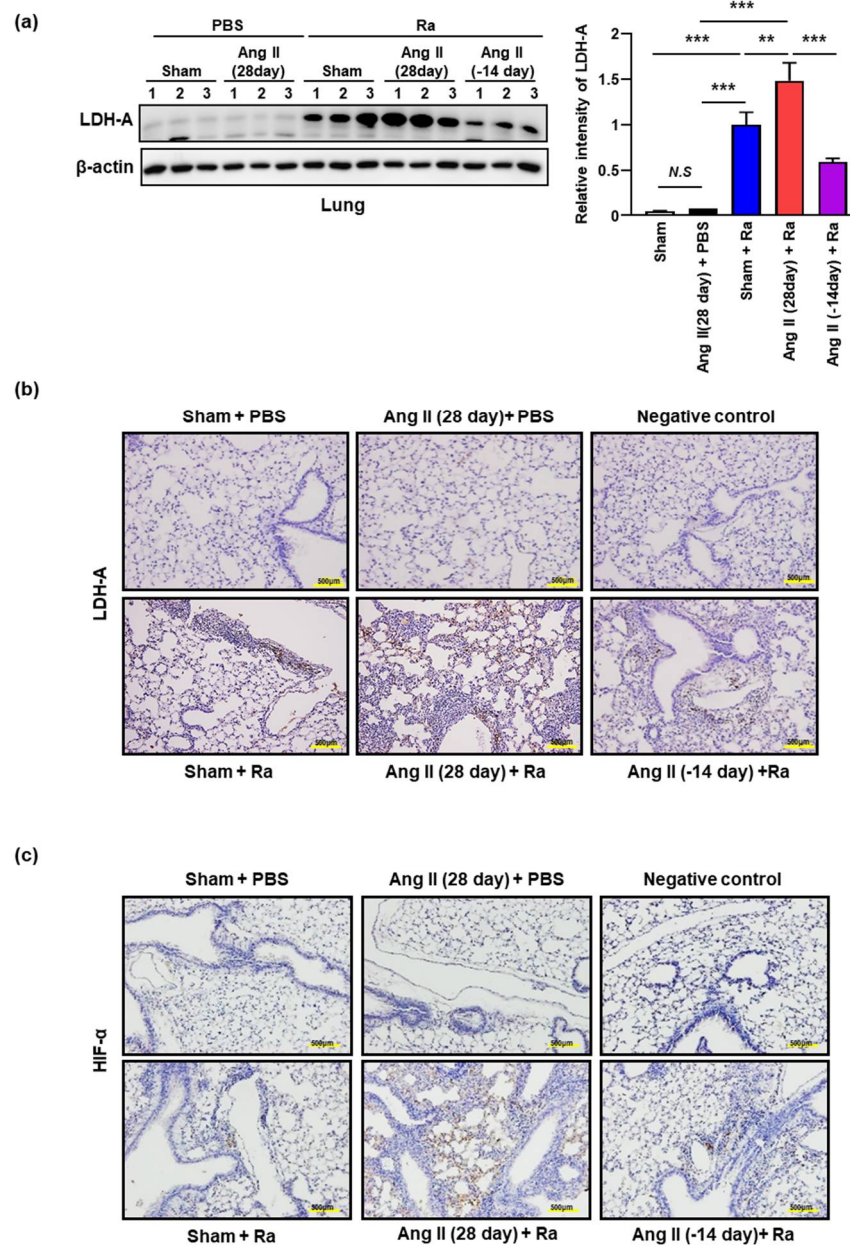 (a)
PBS Ra
Sham Ang II (28day) Sham Ang II (28day) Ang II (-14 day)
1 2 3 1 2 3 1 2 3 1 2 3 1 2 3
LDH-A
β-actin
Lung
Relative intensity of LDH-A
2
1.5
1
0.5
0
***
*** ** ***
***
N.S
Sham
Ang II(28 day) + PBS
Sham + Ra
Ang II (28day) + Ra
Ang II (-14day) + Ra
(b)
Sham + PBS Ang II (28 day)+ PBS Negative control
LDH-A
500µm 500µm 500µm
500µm 500µm 500µm
Sham + Ra Ang II (28 day) + Ra Ang II (-14 day) +Ra
(c)
Sham + PBS Ang II (28 day) + PBS Negative control
HIF-α
500µm 500µm 500µm
500µm 500µm 500µm
Sham + Ra Ang II (28 day) + Ra Ang II (-14 day)+ Ra